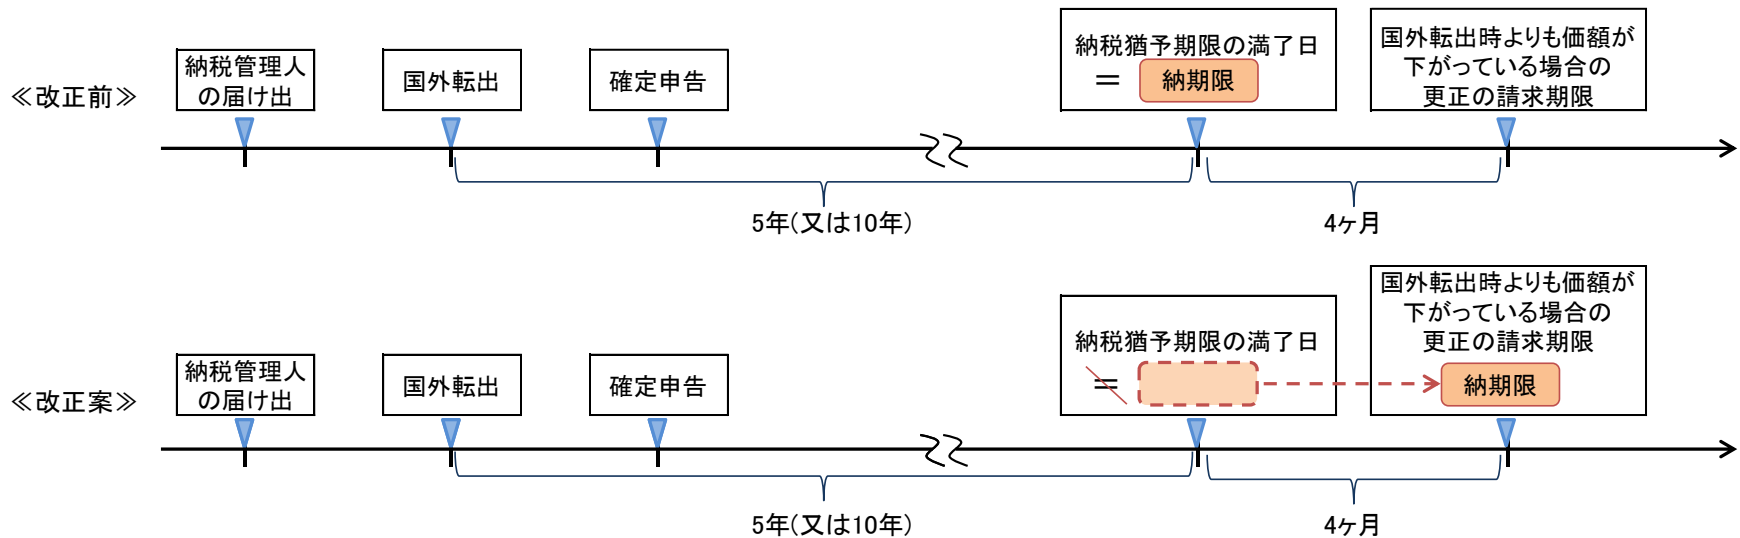 ≪改正前≫
納税管理人
の届け出
国外転出
確定申告
納税猶予期限の満了日
＝ 納期限
国外転出時よりも価額が
下がっている場合の
更正の請求期限
5年(又は10年)
4ヶ月
≪改正案≫
納税管理人
の届け出
国外転出
確定申告
納税猶予期限の満了日
＝
国外転出時よりも価額が
下がっている場合の
更正の請求期限
納期限
5年(又は10年)
4ヶ月